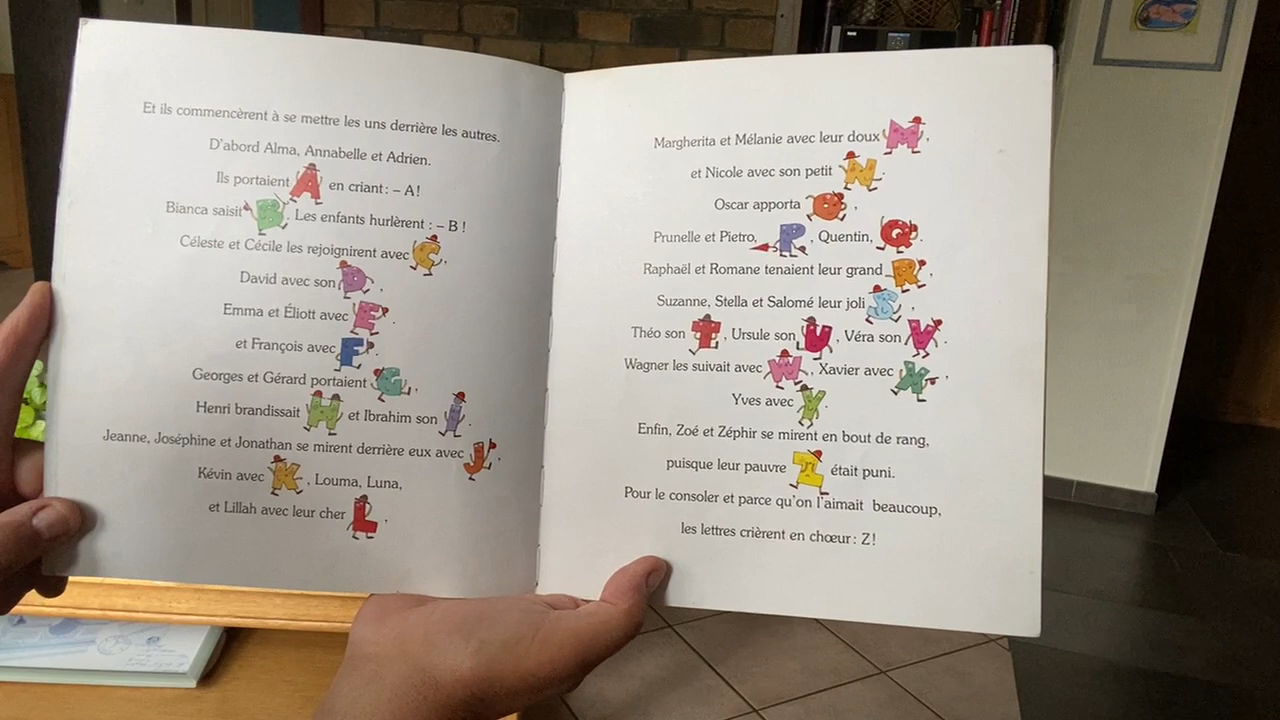 Et ils commencèrent à se mettre les uns derrière les autres.
D'abord Alma, Annabelle et Adrien.
Ils portaient A en criant : – A !
Bianca saisit B. Les enfants hurlèrent : – B !
Céleste et Cécile les rejoignirent avec C,
David avec son D,
Emma et Éliott avec E.
et François avec F.
Georges et Gérard portaient G,
Henri brandissait H et Ibrahim son I.
Jeanne, Joséphine et Jonathan se mirent derrière eux avec J,
Kévin avec K, Louma, Luna,
et Lillah avec leur cher L,
Margherita et Mélanie avec leur doux M,
et Nicole avec son petit N.
Oscar apporta O,
Prunelle et Pietro, P, Quentin, Q.
Raphaël et Romane tenaient leur grand R,
Suzanne, Stella et Salomé leur joli S,
Théo son T, Ursule son U, Véra son V.
Wagner les suivait avec W, Xavier avec X,
Yves avec Y.
Enfin, Zoé et Zéphir se mirent en bout de rang,
puisque leur pauvre Z était puni.
Pour le consoler et parce qu'on l'aimait beaucoup,
les lettres crièrent en chœur : Z !